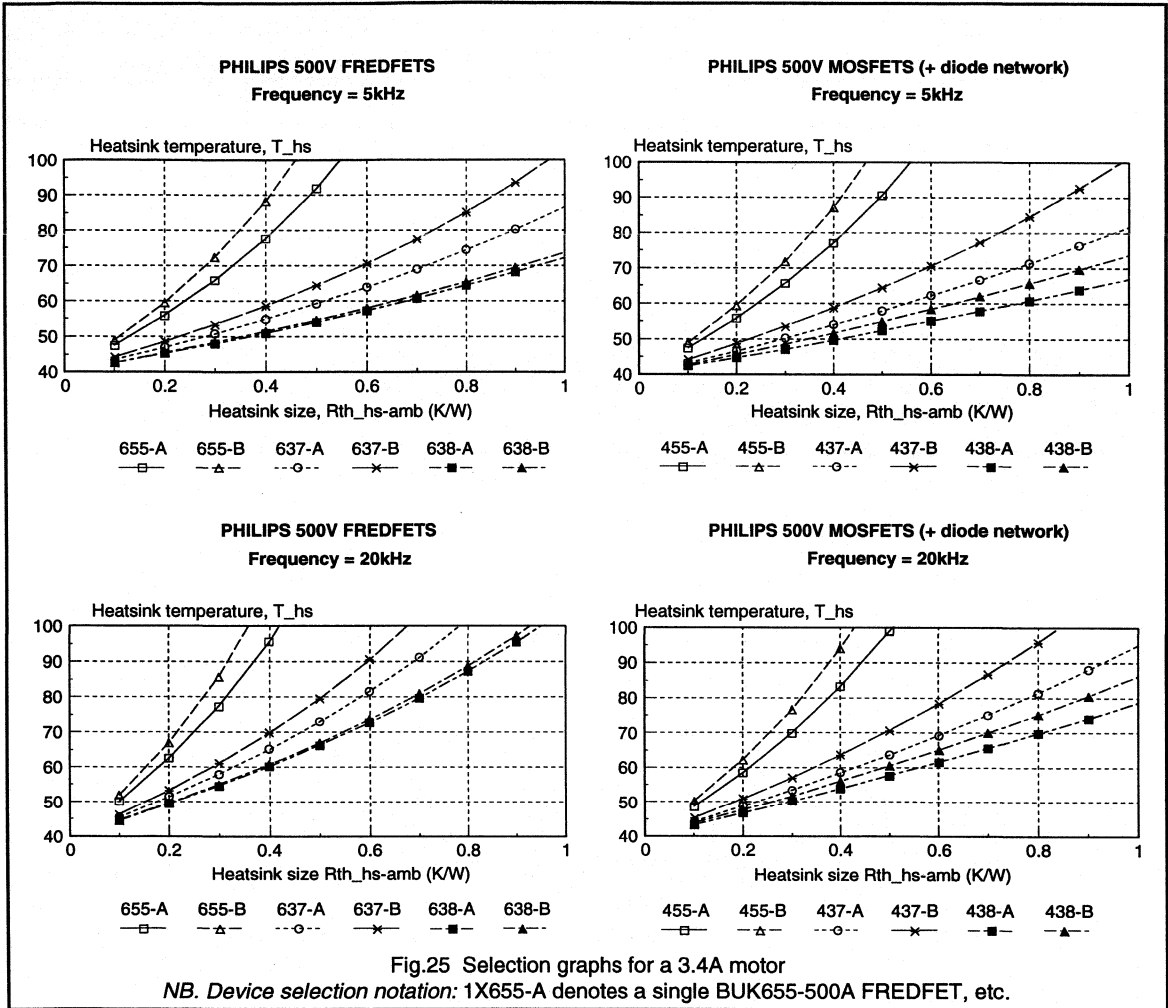 PHILIPS 500V FREDFETS
Frequency = 5kHz
Heatsink temperature, T_hs
100
90
80
70
60
50
40
0 0.2 0.4 0.6 0.8 1
Heatsink size, Rth_hs-amb (K/W)
655-A 655-B 637-A 637-B 638-A 638-B
PHILIPS 500V MOSFETS (+ diode network)
Frequency = 5kHz
Heatsink temperature, T_hs
100
90
80
70
60
50
40
0 0.2 0.4 0.6 0.8 1
Heatsink size, Rth_hs-amb (K/W)
455-A 455-B 437-A 437-B 438-A 438-B
PHILIPS 500V FREDFETS
Frequency = 20kHz
Heatsink temperature, T_hs
100
90
80
70
60
50
40
0 0.2 0.4 0.6 0.8 1
Heatsink size Rth_hs-amb (K/W)
655-A 655-B 637-A 637-B 638-A 638-B
PHILIPS 500V MOSFETS (+ diode network)
Frequency = 20kHz
Heatsink temperature, T_hs
100
90
80
70
60
50
40
0 0.2 0.4 0.6 0.8 1
Heatsink size Rth_hs-amb (K/W)
455-A 455-B 437-A 437-B 438-A 438-B
Fig.25 Selection graphs for a 3.4A motor
NB. Device selection notation: 1X655-A denotes a single BUK655-500A FREDFET, etc.